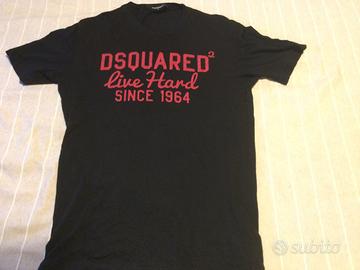 DSQUARED²
Live Hard
SINCE 1964
subito